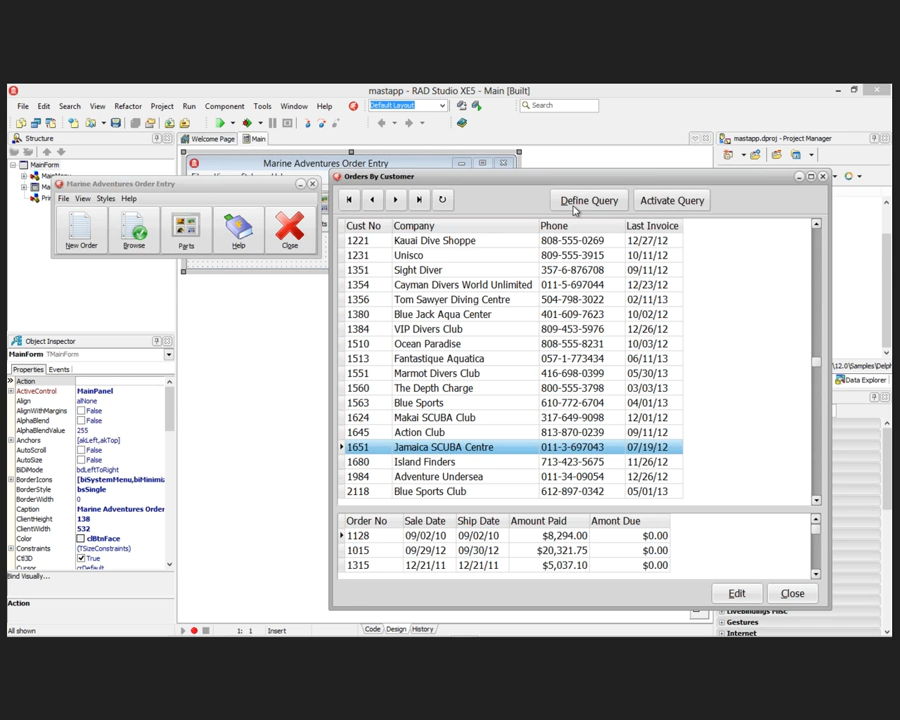 mastapp - RAD Studio XE5 - Main [Built]
File Edit Search View Refactor Project Run Component Tools Window Help
Default Layout
Search
Structure
Welcome Page Main
mastapp.dproj - Project Manager
MainForm
Marine Adventures Order Entry
Marine Adventures Order Entry
File View Styles Help
New Order Browse Parts Help Close
Orders By Customer
Define Query Activate Query
Cust No Company Phone Last Invoice
1221 Kauai Dive Shoppe 808-555-0269 12/27/12
1231 Unisco 809-555-3915 10/11/12
1351 Sight Diver 357-6-876708 09/11/12
1354 Cayman Divers World Unlimited 011-5-697044 12/23/12
1356 Tom Sawyer Diving Centre 504-798-3022 02/11/13
1380 Blue Jack Aqua Center 401-609-7623 10/02/12
1384 VIP Divers Club 809-453-5976 12/26/12
1510 Ocean Paradise 808-555-8231 10/03/12
1513 Fantastique Aquatica 057-1-773434 06/11/13
1551 Marmot Divers Club 416-698-0399 05/30/13
1560 The Depth Charge 800-555-3798 03/03/13
1563 Blue Sports 610-772-6704 04/01/13
1624 Makai SCUBA Club 317-649-9098 12/01/12
1645 Action Club 813-870-0239 09/11/12
1651 Jamaica SCUBA Centre 011-3-697043 07/19/12
1680 Island Finders 713-423-5675 11/26/12
1984 Adventure Undersea 011-34-09054 12/26/12
2118 Blue Sports Club 612-897-0342 05/01/13
Order No Sale Date Ship Date Amount Paid Amont Due
1128 09/02/10 09/02/10 $8,294.00 $0.00
1015 09/29/12 09/30/12 $20,321.75 $0.00
1315 12/21/11 12/21/11 $5,037.10 $0.00
Edit Close
Object Inspector
MainForm TMainForm
Properties Events
Action
ActiveControl MainPanel
Align alNone
AlignWithMargins False
AlphaBlend False
AlphaBlendValue 255
Anchors [akLeft,akTop]
AutoScroll False
AutoSize False
BiDiMode bdLeftToRight
BorderIcons [biSystemMenu,biMinimiz
BorderStyle bsSingle
BorderWidth 0
Caption Marine Adventures Order
ClientHeight 138
ClientWidth 532
Color clBtnFace
Constraints (TSizeConstraints)
Ctl3D True
Cursor crDefault
Bind Visually...
Action
All shown
1: 1 Insert
Code Design History
\12.0\Samples\Delph
Data Explorer
LiveBindings Misc
Gestures
Internet